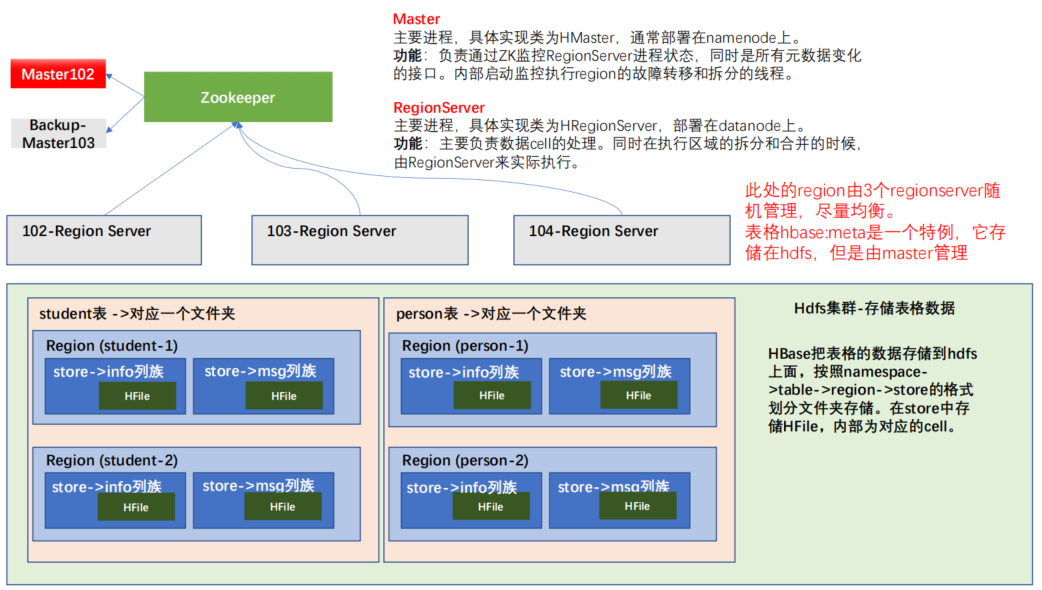 Master
主要进程，具体实现类为HMaster，通常部署在namenode上。
功能：负责通过ZK监控RegionServer进程状态，同时是所有元数据变化
的接口。内部启动监控执行region的故障转移和拆分的线程。
Master102
Zookeeper
Backup-
Master103
RegionServer
主要进程，具体实现类为HRegionServer，部署在datanode上。
功能：主要负责数据cell的处理。同时在执行区域的拆分和合并的时候，
由RegionServer来实际执行。
此处的region由3个regionserver随
机管理，尽量均衡。
表格hbase:meta是一个特例，它存
储在hdfs，但是由master管理
102-Region Server
103-Region Server
104-Region Server
student表 ->对应一个文件夹
Region (student-1)
store->info列族
HFile
store->msg列族
HFile
Region (student-2)
store->info列族
HFile
store->msg列族
HFile
person表 ->对应一个文件夹
Region (person-1)
store->info列族
HFile
store->msg列族
HFile
Region (person-2)
store->info列族
HFile
store->msg列族
HFile
Hdfs集群-存储表格数据
HBase把表格的数据存储到hdfs
上面，按照namespace-
>table->region->store的格式
划分文件夹存储。在store中存
储HFile，内部为对应的cell。